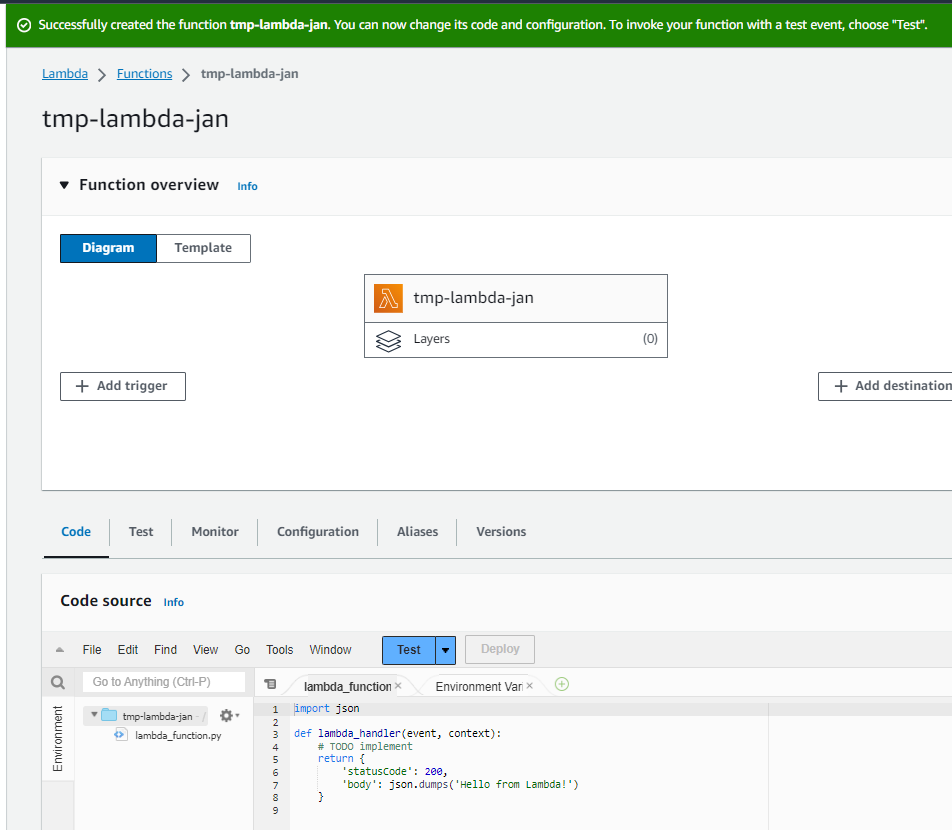 Successfully created the function tmp-lambda-jan. You can now change its code and configuration. To invoke your function with a test event, choose "Test".
Lambda > Functions > tmp-lambda-jan
tmp-lambda-jan
Function overview Info
Diagram Template
tmp-lambda-jan
Layers (0)
+ Add trigger
+ Add destination
Code Test Monitor Configuration Aliases Versions
Code source Info
File Edit Find View Go Tools Window Test Deploy
Go to Anything (Ctrl-P)
lambda_function × Environment Var ×
Environment
tmp-lambda-jan - /
lambda_function.py
1 import json
2
3 def lambda_handler(event, context):
4     # TODO implement
5     return {
6         'statusCode': 200,
7         'body': json.dumps('Hello from Lambda!')
8     }
9